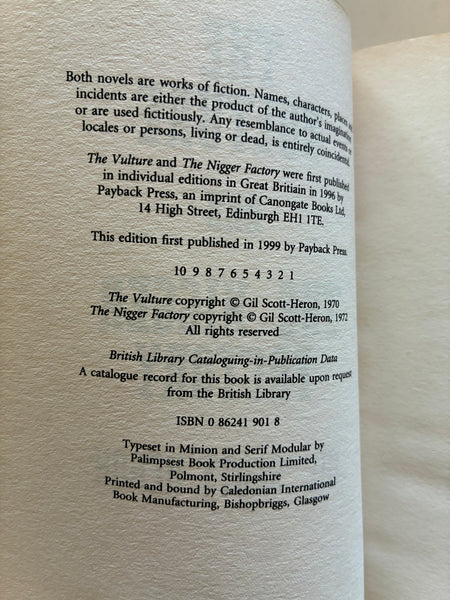 Both novels are works of fiction. Names, characters, places and
incidents are either the product of the author's imagination
or are used fictitiously. Any resemblance to actual events or
locales or persons, living or dead, is entirely coincidental.
The Vulture and The Nigger Factory were first published
in individual editions in Great Britiain in 1996 by
Payback Press, an imprint of Canongate Books Ltd,
14 High Street, Edinburgh EH1 1TE.
This edition first published in 1999 by Payback Press.
10 9 8 7 6 5 4 3 2 1
The Vulture copyright © Gil Scott-Heron, 1970
The Nigger Factory copyright © Gil Scott-Heron, 1972
All rights reserved
British Library Cataloguing-in-Publication Data
A catalogue record for this book is available upon request
from the British Library
ISBN 0 86241 901 8
Typeset in Minion and Serif Modular by
Palimpsest Book Production Limited,
Polmont, Stirlingshire
Printed and bound by Caledonian International
Book Manufacturing, Bishopbriggs, Glasgow